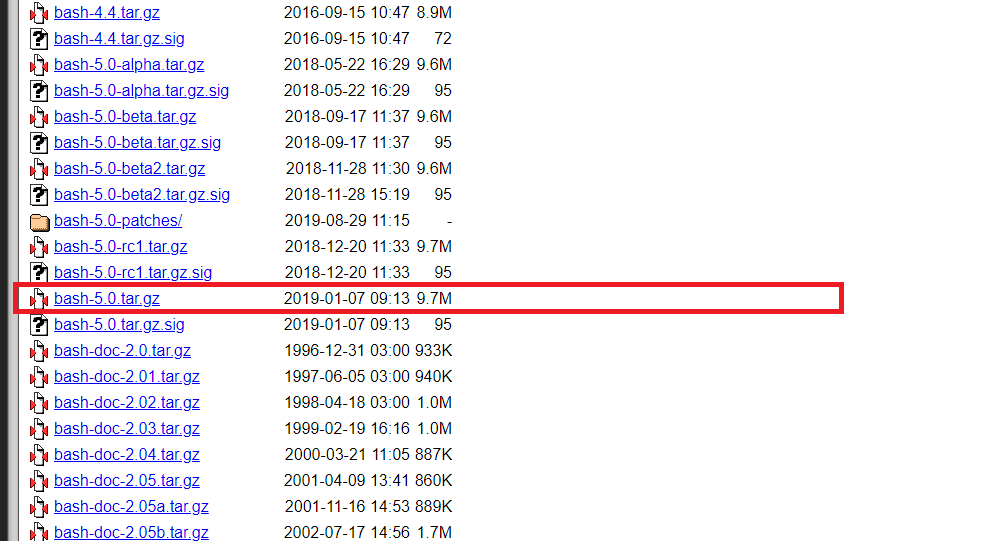 bash-4.4.tar.gz 2016-09-15 10:47 8.9M
bash-4.4.tar.gz.sig 2016-09-15 10:47 72
bash-5.0-alpha.tar.gz 2018-05-22 16:29 9.6M
bash-5.0-alpha.tar.gz.sig 2018-05-22 16:29 95
bash-5.0-beta.tar.gz 2018-09-17 11:37 9.6M
bash-5.0-beta.tar.gz.sig 2018-09-17 11:37 95
bash-5.0-beta2.tar.gz 2018-11-28 11:30 9.6M
bash-5.0-beta2.tar.gz.sig 2018-11-28 15:19 95
bash-5.0-patches/ 2019-08-29 11:15 -
bash-5.0-rc1.tar.gz 2018-12-20 11:33 9.7M
bash-5.0-rc1.tar.gz.sig 2018-12-20 11:33 95
bash-5.0.tar.gz 2019-01-07 09:13 9.7M
bash-5.0.tar.gz.sig 2019-01-07 09:13 95
bash-doc-2.0.tar.gz 1996-12-31 03:00 933K
bash-doc-2.01.tar.gz 1997-06-05 03:00 940K
bash-doc-2.02.tar.gz 1998-04-18 03:00 1.0M
bash-doc-2.03.tar.gz 1999-02-19 16:16 1.0M
bash-doc-2.04.tar.gz 2000-03-21 11:05 887K
bash-doc-2.05.tar.gz 2001-04-09 13:41 860K
bash-doc-2.05a.tar.gz 2001-11-16 14:53 889K
bash-doc-2.05b.tar.gz 2002-07-17 14:56 1.7M